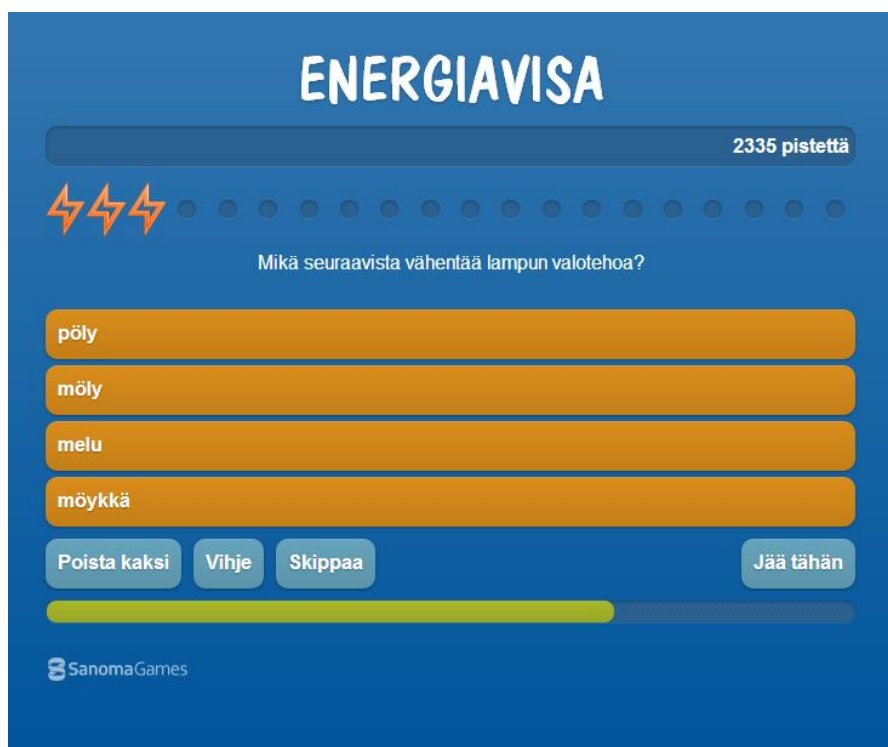 ENERGIAVISA
2335 pistettä
Mikä seuraavista vähentää lampun valotehoa?
pöly
möly
melu
möykkä
Poista kaksi Vihje Skippaa Jää tähän
SanomaGames